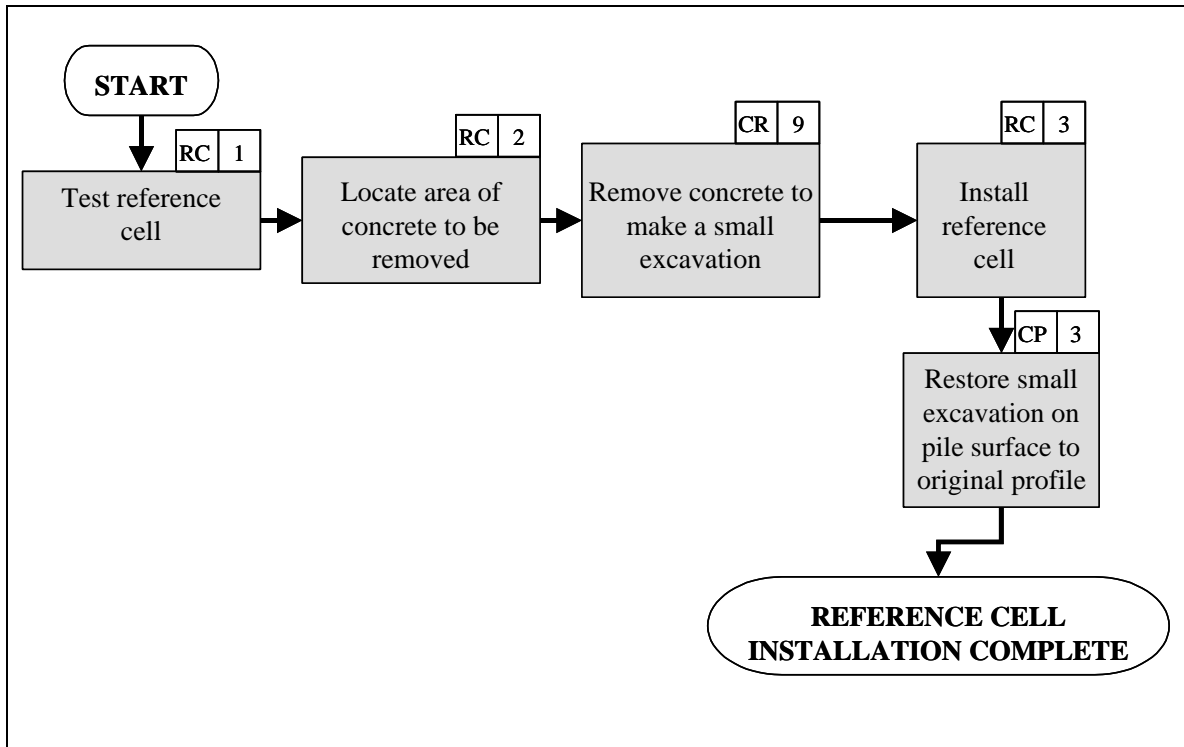 START
RC 1
Test reference
cell
RC 2
Locate area of
concrete to be
removed
CR 9
Remove concrete to
make a small
excavation
RC 3
Install
reference
cell
CP 3
Restore small
excavation on
pile surface to
original profile
REFERENCE CELL
INSTALLATION COMPLETE